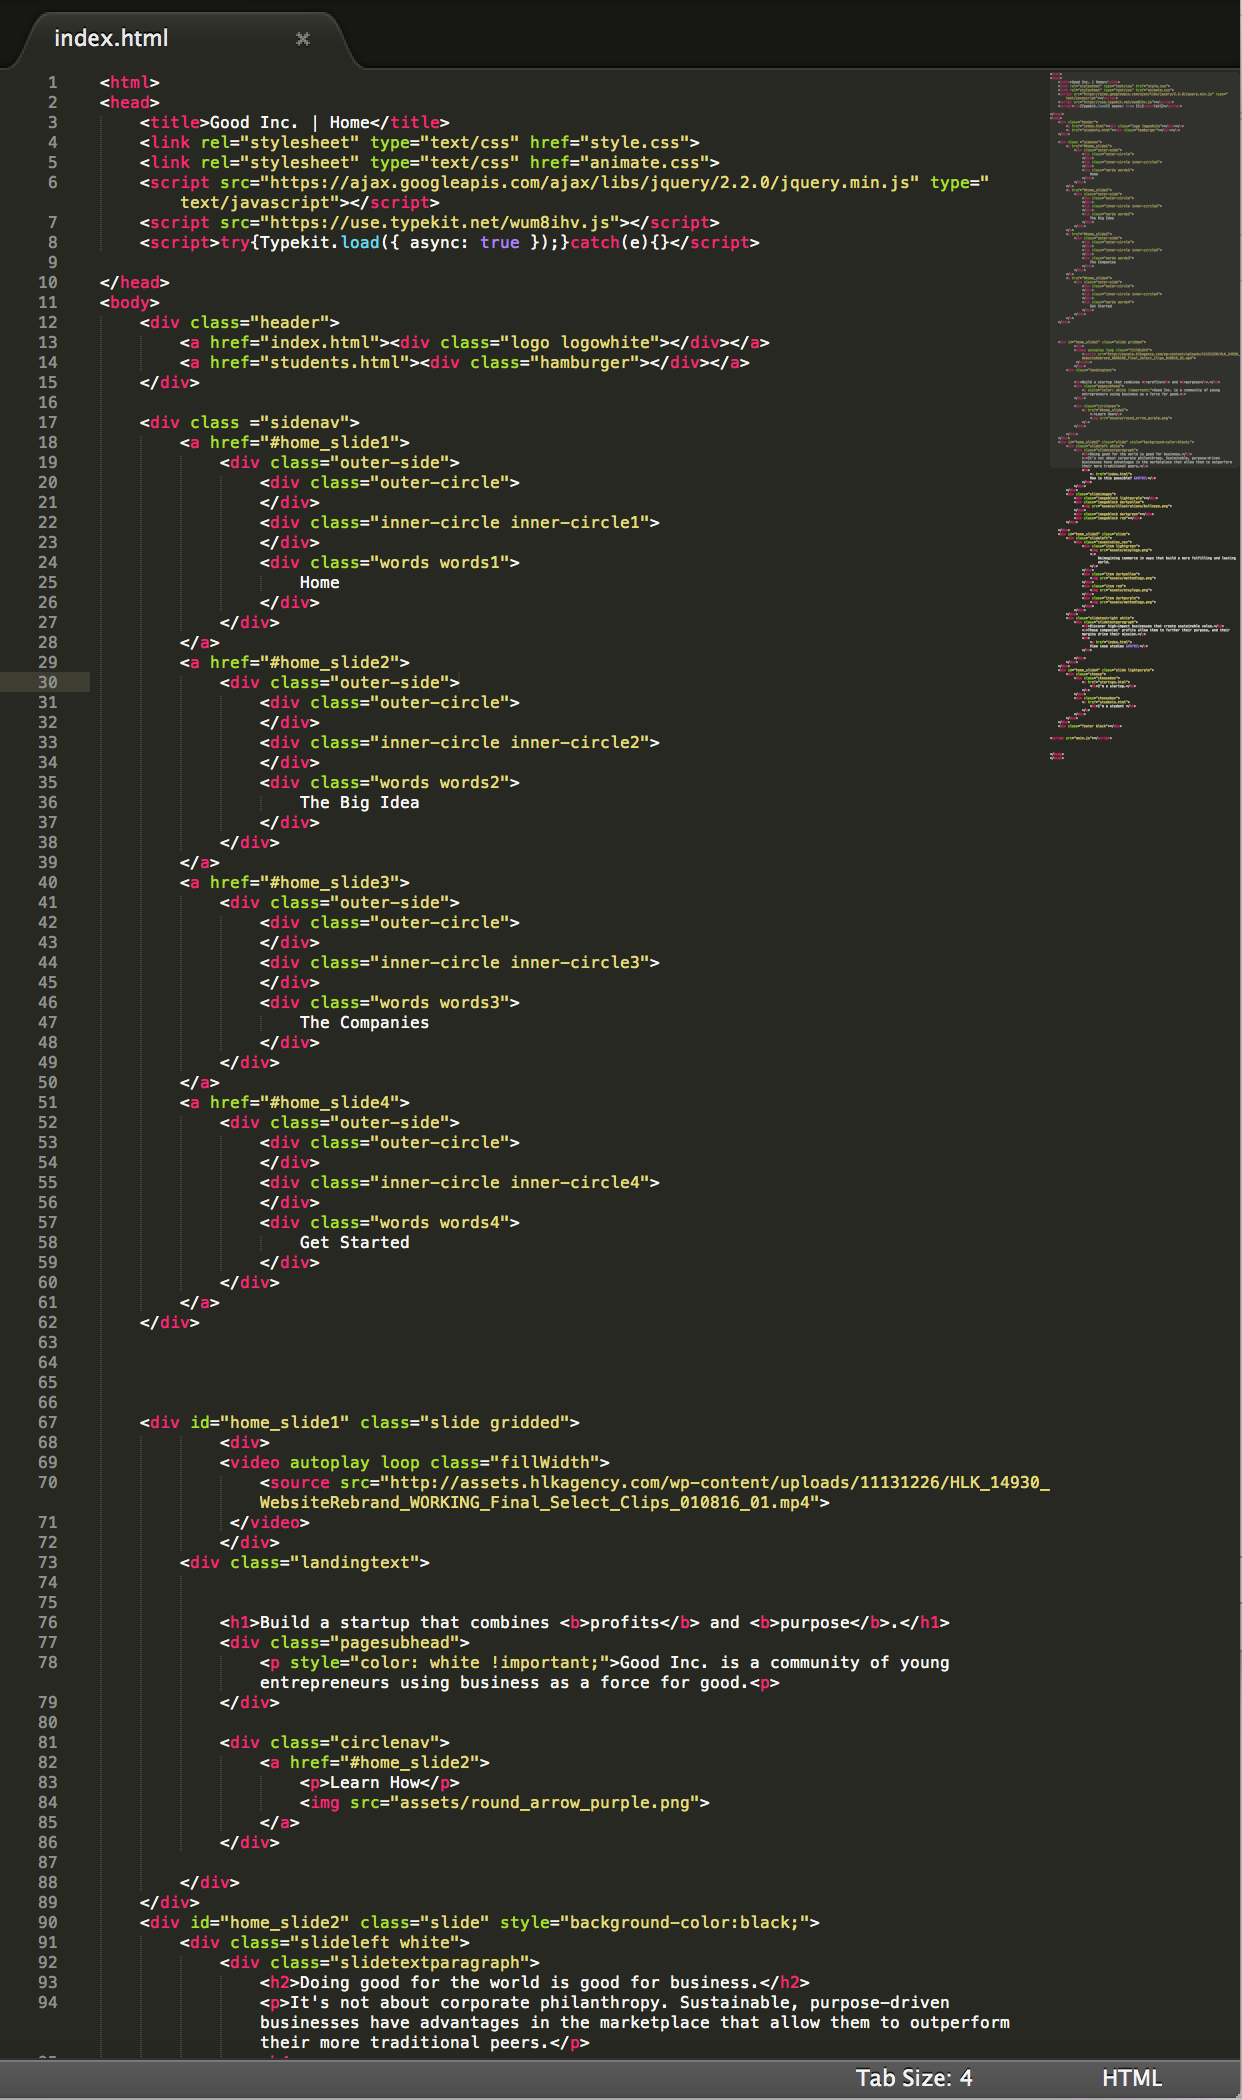 index.html ×
1 <html>
2 <head>
3 <title>Good Inc. | Home</title>
4 <link rel="stylesheet" type="text/css" href="style.css">
5 <link rel="stylesheet" type="text/css" href="animate.css">
6 <script src="https://ajax.googleapis.com/ajax/libs/jquery/2.2.0/jquery.min.js" type="
text/javascript"></script>
7 <script src="https://use.typekit.net/wum8ihv.js"></script>
8 <script>try{Typekit.load({ async: true });}catch(e){}</script>
9
10 </head>
11 <body>
12 <div class="header">
13 <a href="index.html"><div class="logo logowhite"></div></a>
14 <a href="students.html"><div class="hamburger"></div></a>
15 </div>
16
17 <div class ="sidenav">
18 <a href="#home_slide1">
19 <div class="outer-side">
20 <div class="outer-circle">
21 </div>
22 <div class="inner-circle inner-circle1">
23 </div>
24 <div class="words words1">
25 Home
26 </div>
27 </div>
28 </a>
29 <a href="#home_slide2">
30 <div class="outer-side">
31 <div class="outer-circle">
32 </div>
33 <div class="inner-circle inner-circle2">
34 </div>
35 <div class="words words2">
36 The Big Idea
37 </div>
38 </div>
39 </a>
40 <a href="#home_slide3">
41 <div class="outer-side">
42 <div class="outer-circle">
43 </div>
44 <div class="inner-circle inner-circle3">
45 </div>
46 <div class="words words3">
47 The Companies
48 </div>
49 </div>
50 </a>
51 <a href="#home_slide4">
52 <div class="outer-side">
53 <div class="outer-circle">
54 </div>
55 <div class="inner-circle inner-circle4">
56 </div>
57 <div class="words words4">
58 Get Started
59 </div>
60 </div>
61 </a>
62 </div>
63
64
65
66
67 <div id="home_slide1" class="slide gridded">
68 <div>
69 <video autoplay loop class="fillWidth">
70 <source src="http://assets.hlkagency.com/wp-content/uploads/11131226/HLK_14930_
WebsiteRebrand_WORKING_Final_Select_Clips_010816_01.mp4">
71 </video>
72 </div>
73 <div class="landingtext">
74
75
76 <h1>Build a startup that combines <b>profits</b> and <b>purpose</b>.</h1>
77 <div class="pagesubhead">
78 <p style="color: white !important;">Good Inc. is a community of young
entrepreneurs using business as a force for good.<p>
79 </div>
80
81 <div class="circlenav">
82 <a href="#home_slide2">
83 <p>Learn How</p>
84 <img src="assets/round_arrow_purple.png">
85 </a>
86 </div>
87
88 </div>
89 </div>
90 <div id="home_slide2" class="slide" style="background-color:black;">
91 <div class="slideleft white">
92 <div class="slidetextparagraph">
93 <h2>Doing good for the world is good for business.</h2>
94 <p>It's not about corporate philanthropy. Sustainable, purpose-driven
businesses have advantages in the marketplace that allow them to outperform
their more traditional peers.</p>
Tab Size: 4 HTML